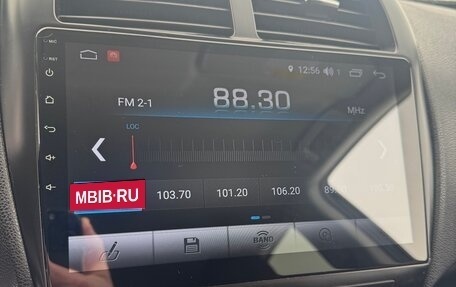 MIC
12:56 1
RST
FM 2-1
88.30
MHz
LOC
MBIB·RU
103.70 101.20 106.20
BAND